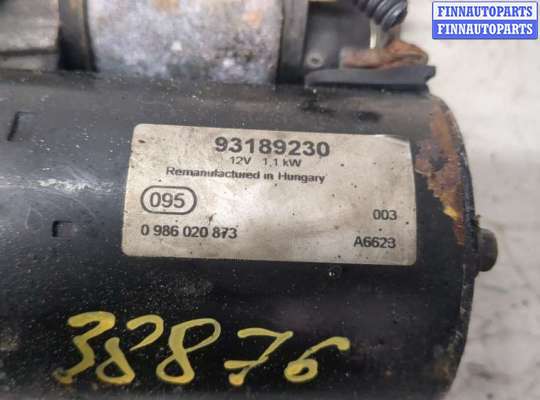 FINNAUTOPARTS
FINNAUTOPARTS
93189230
12V 1,1 kW
Remanufactured in Hungary
095
003
0 986 020 873
A6623
38876